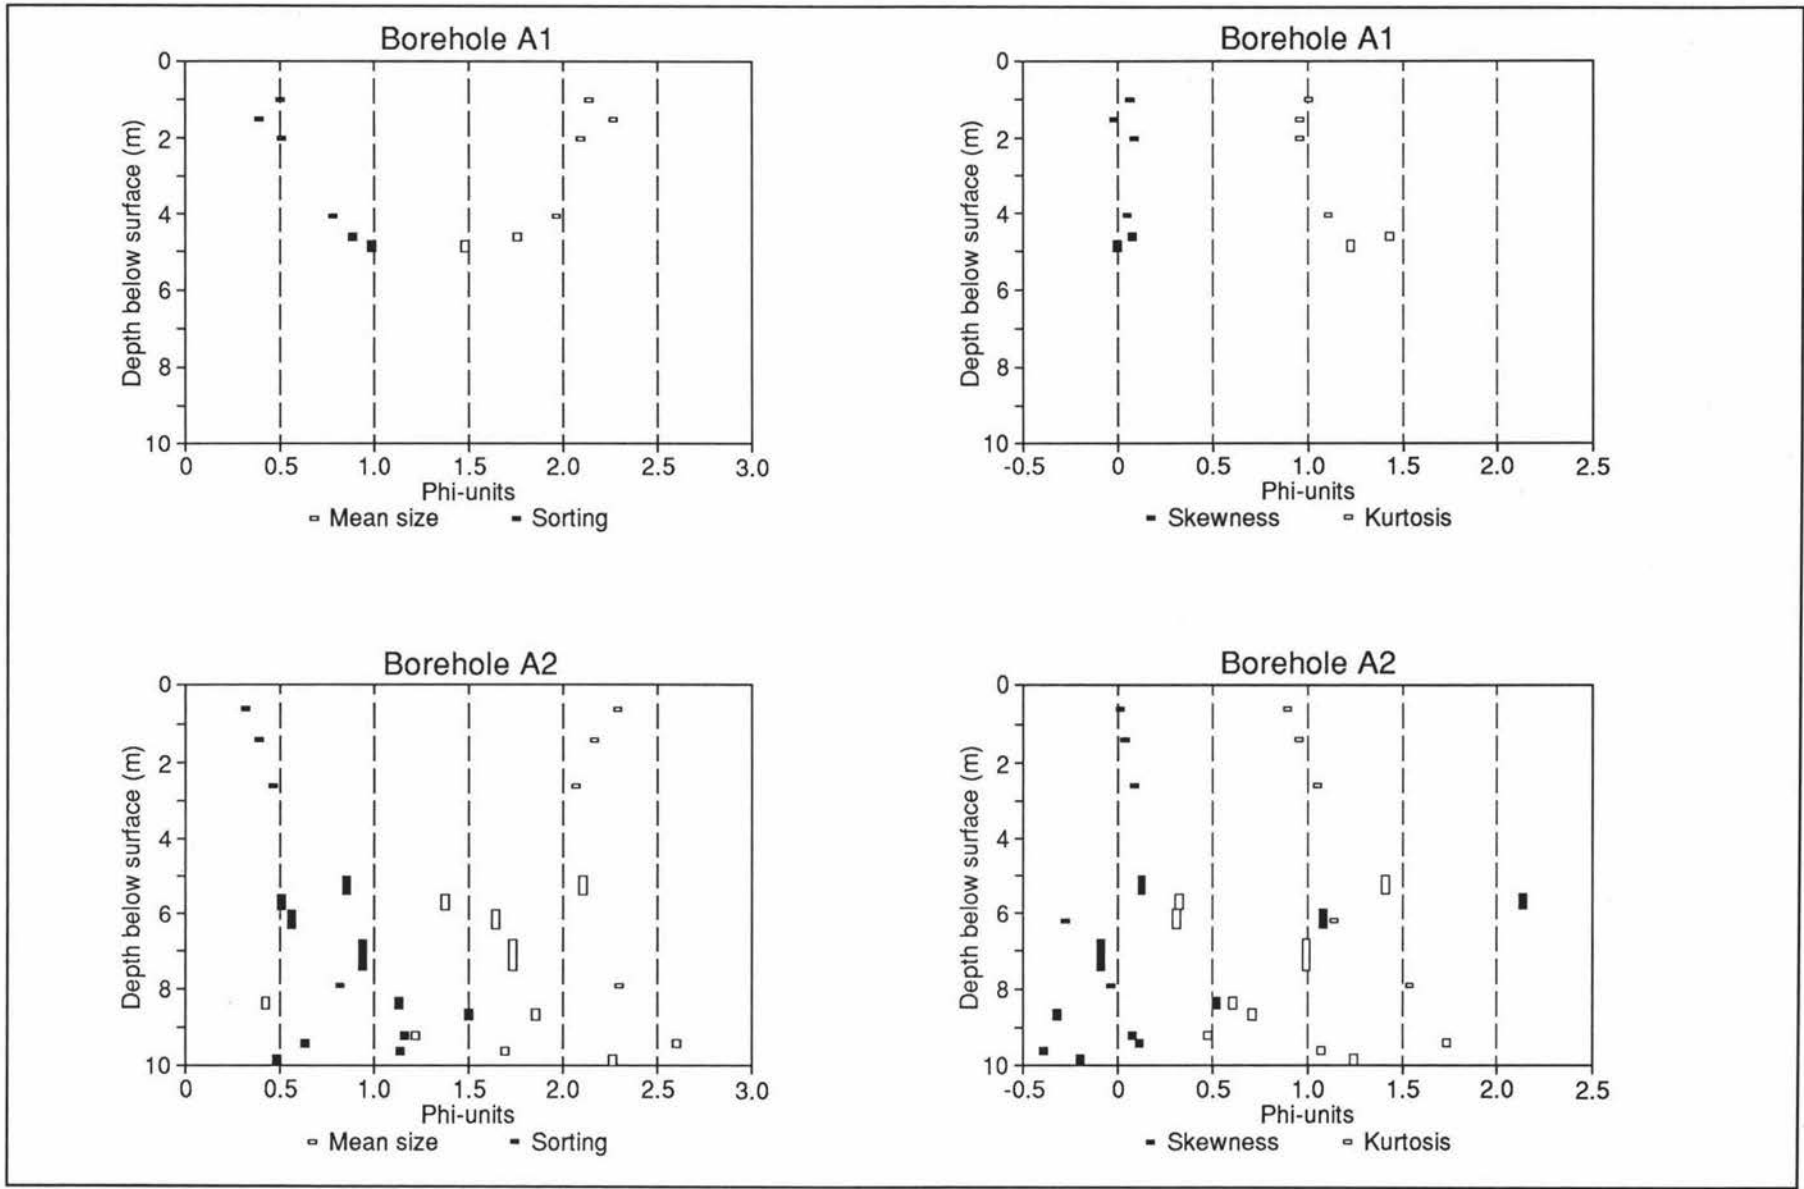 Borehole A1
0
2
4
6
8
10
Depth below surface (m)
0 0.5 1.0 1.5 2.0 2.5 3.0
Phi-units
Mean size Sorting
Borehole A1
0
2
4
6
8
10
Depth below surface (m)
-0.5 0 0.5 1.0 1.5 2.0 2.5
Phi-units
Skewness Kurtosis
Borehole A2
0
2
4
6
8
10
Depth below surface (m)
0 0.5 1.0 1.5 2.0 2.5 3.0
Phi-units
Mean size Sorting
Borehole A2
0
2
4
6
8
10
Depth below surface (m)
-0.5 0 0.5 1.0 1.5 2.0 2.5
Phi-units
Skewness Kurtosis